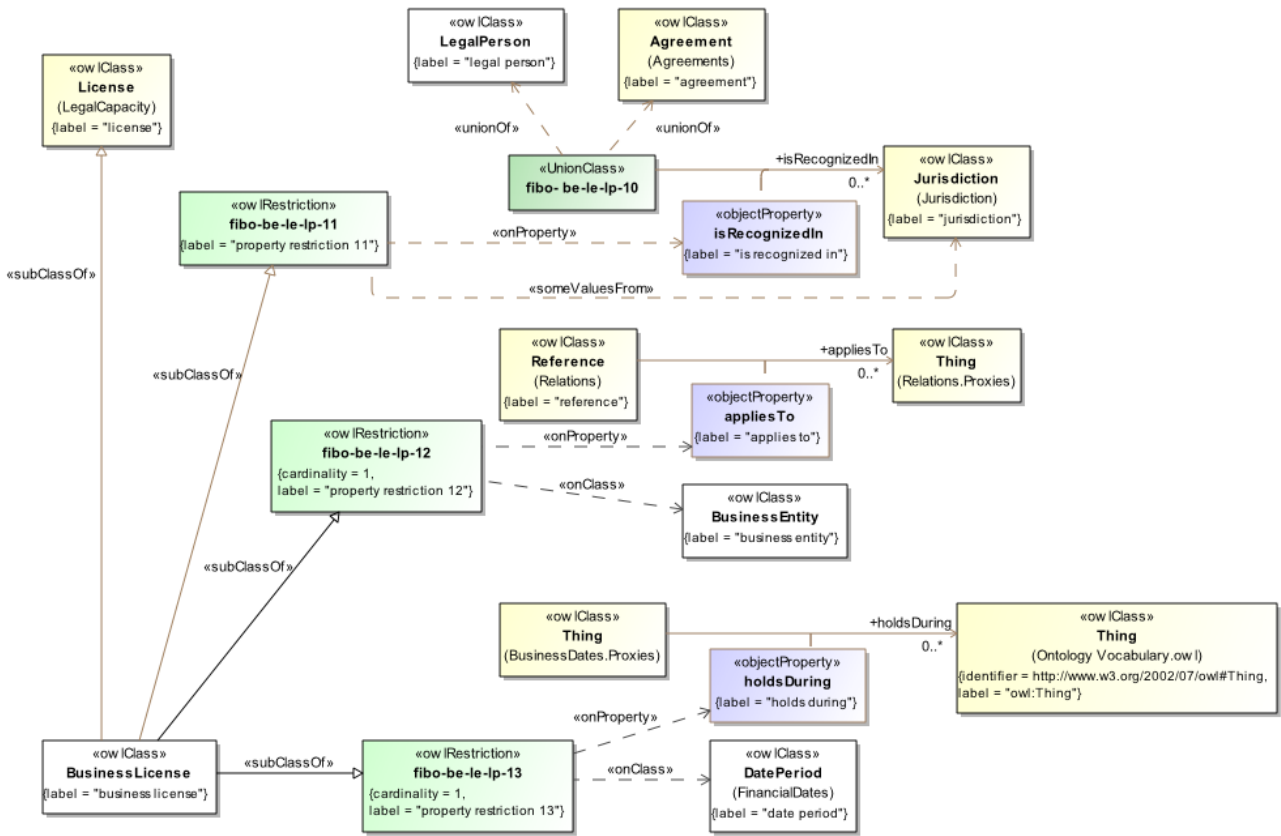 «owlClass»
LegalPerson
{label = "legal person"}
«owlClass»
Agreement
(Agreements)
{label = "agreement"}
«owlClass»
License
(LegalCapacity)
{label = "license"}
«unionOf»
«unionOf»
«UnionClass»
fibo- be-le-lp-10
+isRecognizedIn
0..*
«owlClass»
Jurisdiction
(Jurisdiction)
{label = "jurisdiction"}
«owlRestriction»
fibo-be-le-lp-11
{label = "property restriction 11"}
«onProperty»
«objectProperty»
isRecognizedIn
{label = "is recognized in"}
«subClassOf»
«someValuesFrom»
«subClassOf»
«owlClass»
Reference
(Relations)
{label = "reference"}
+appliesTo
0..*
«owlClass»
Thing
(Relations.Proxies)
«objectProperty»
appliesTo
{label = "applies to"}
«owlRestriction»
fibo-be-le-lp-12
{cardinality = 1,
label = "property restriction 12"}
«onProperty»
«onClass»
«owlClass»
BusinessEntity
{label = "business entity"}
«subClassOf»
«owlClass»
Thing
(BusinessDates.Proxies)
+holdsDuring
0..*
«owlClass»
Thing
(Ontology Vocabulary.owl)
{identifier = http://www.w3.org/2002/07/owl#Thing,
label = "owl:Thing"}
«objectProperty»
holdsDuring
{label = "holds during"}
«onProperty»
«owlClass»
BusinessLicense
{label = "business license"}
«subClassOf»
«owlRestriction»
fibo-be-le-lp-13
{cardinality = 1,
label = "property restriction 13"}
«onClass»
«owlClass»
DatePeriod
(FinancialDates)
{label = "date period"}